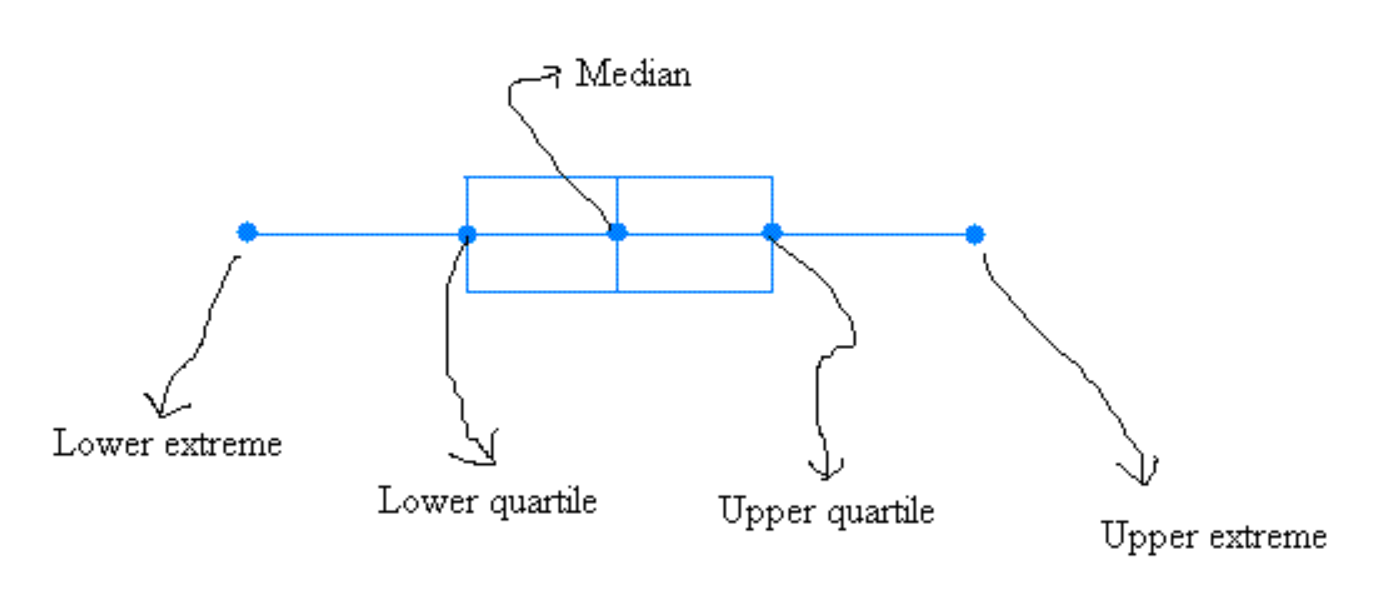 Median
Lower extreme
Lower quartile
Upper quartile
Upper extreme